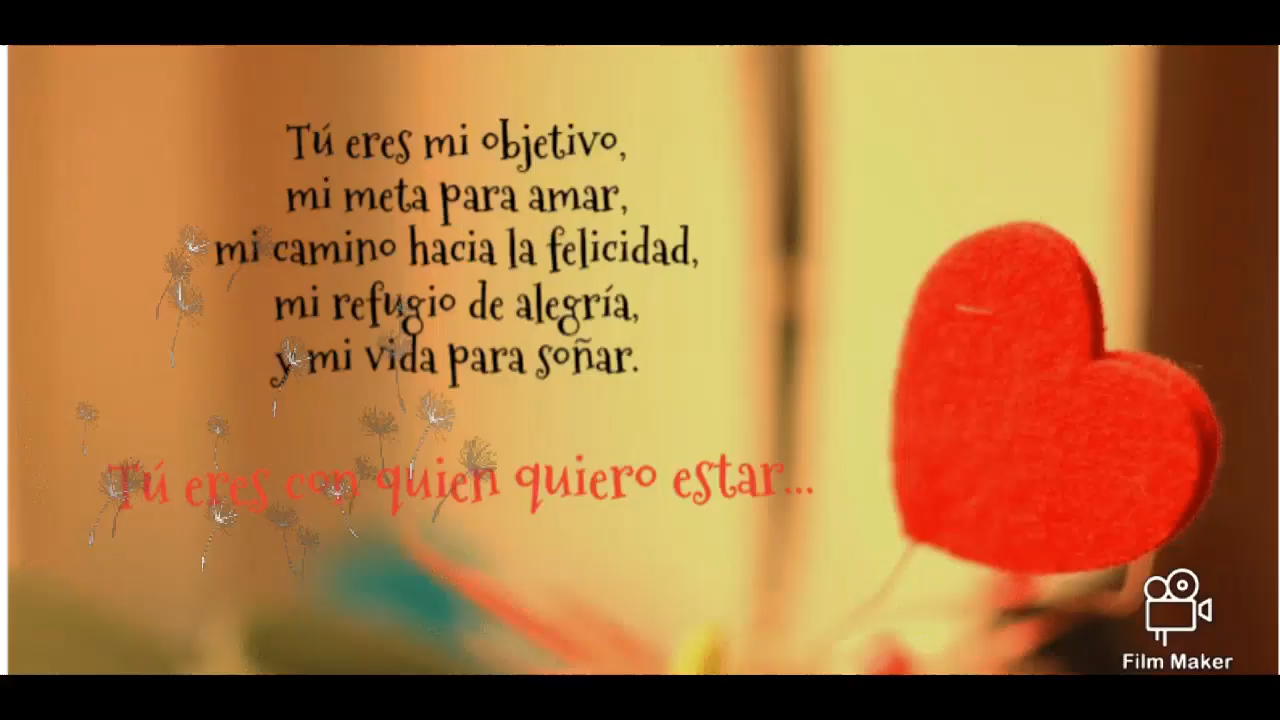 Tú eres mi objetivo,
mi meta para amar,
mi camino hacia la felicidad,
mi refugio de alegría,
y mi vida para soñar.
Tú eres con quien quiero estar...
Film Maker